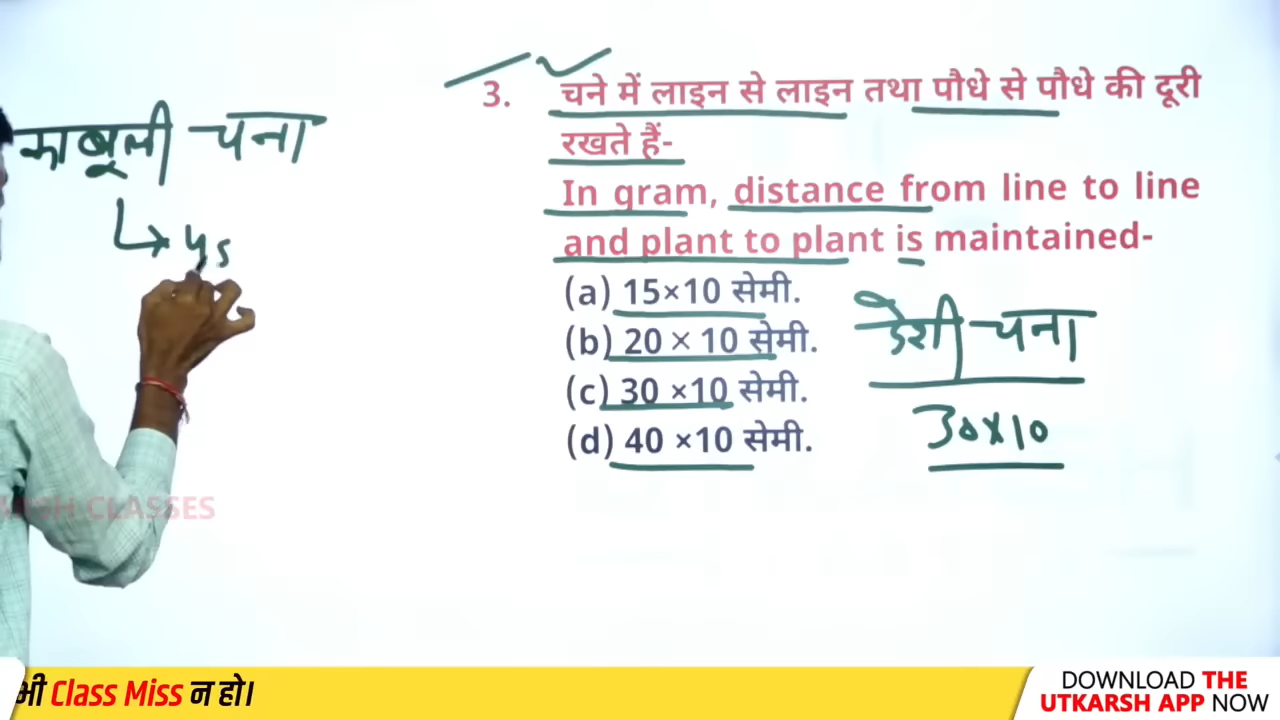 काबूली चना
45
3. चने में लाइन से लाइन तथा पौधे से पौधे की दूरी
रखते हैं-
In gram, distance from line to line
and plant to plant is maintained-
(a) 15×10 सेमी.
(b) 20 × 10 सेमी.
(c) 30 ×10 सेमी.
(d) 40 ×10 सेमी.
देशी चना
30×10
CLASSES
भी Class Miss न हो।
DOWNLOAD THE
UTKARSH APP NOW